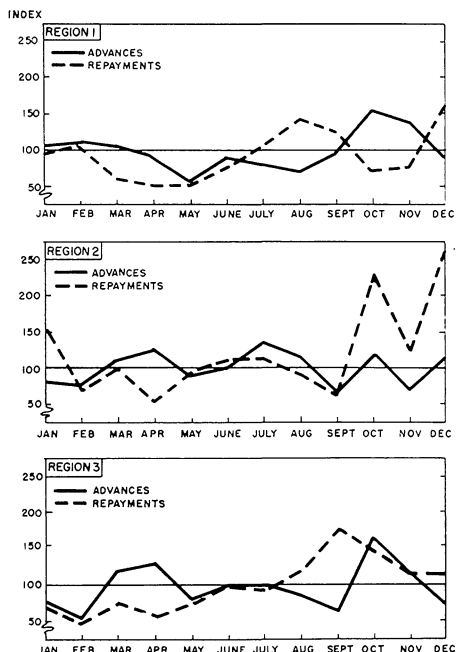 INDEX
REGION 1
250
ADVANCES
REPAYMENTS
200
150
100
50
JAN FEB MAR APR MAY JUNE JULY AUG SEPT OCT NOV DEC
REGION 2
250
ADVANCES
REPAYMENTS
200
150
100
50
JAN FEB MAR APR MAY JUNE JULY AUG SEPT OCT NOV DEC
REGION 3
250
ADVANCES
REPAYMENTS
200
150
100
50
JAN FEB MAR APR MAY JUNE JULY AUG SEPT OCT NOV DEC